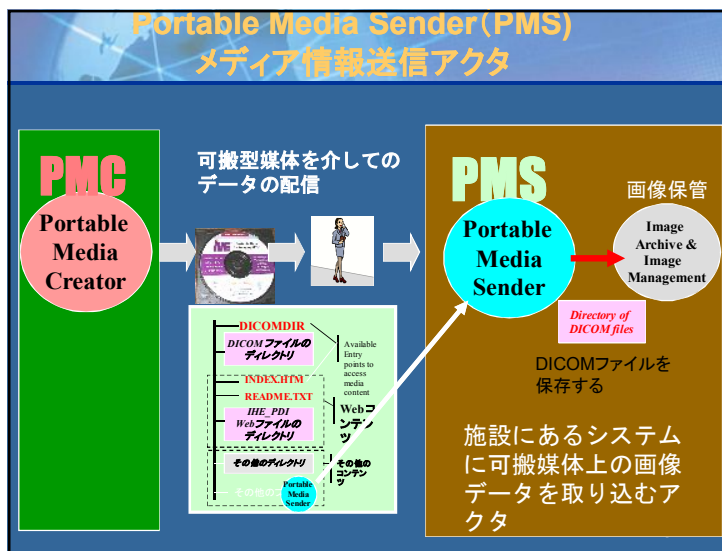 Portable Media Sender(PMS)
メディア情報送信アクタ
PMC
Portable
Media
Creator
可搬型媒体を介しての
データの配信
PMS
Portable
Media
Sender
画像保管
Image
Archive &
Image
Management
Directory of
DICOM files
DICOMファイルを
保存する
DICOMDIR
DICOM ファイルの
ディレクトリ
Available
Entry
points to
access
media
content
INDEX.HTM
README.TXT
IHE_PDI
Webファイルの
ディレクトリ
Webコ
ンテン
ツ
その他のディレクトリ
その他の
コンテン
ツ
その他の
Portable
Media
Sender
施設にあるシステム
に可搬媒体上の画像
データを取り込むア
クタ